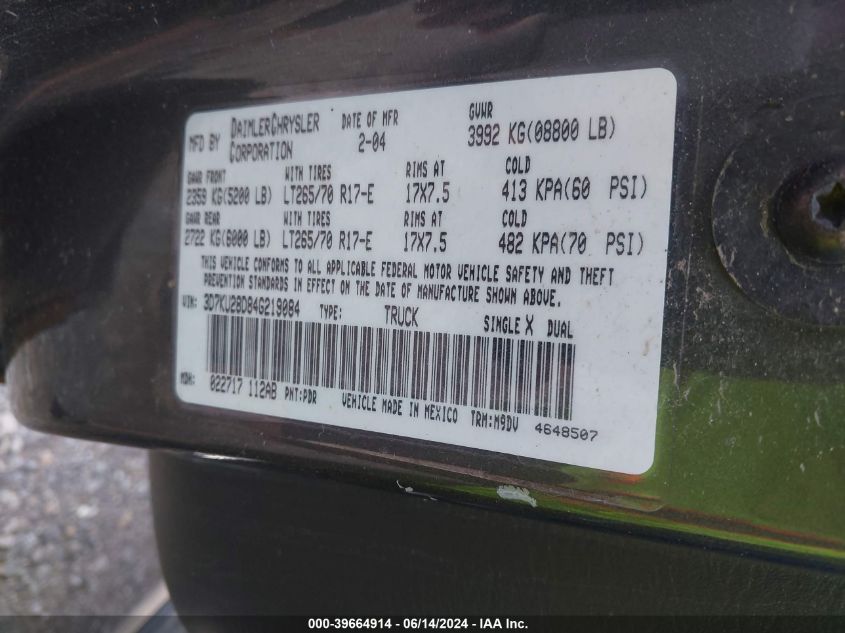 MFD BY DAIMLERCHRYSLER CORPORATION
DATE OF MFR 2-04
GVWR 3992 KG(08800 LB)
GAWR FRONT WITH TIRES RIMS AT COLD
2359 KG(5200 LB) LT265/70 R17-E 17X7.5 413 KPA(60 PSI)
GAWR REAR WITH TIRES RIMS AT COLD
2722 KG(6000 LB) LT265/70 R17-E 17X7.5 482 KPA(70 PSI)
THIS VEHICLE CONFORMS TO ALL APPLICABLE FEDERAL MOTOR VEHICLE SAFETY AND THEFT
PREVENTION STANDARDS IN EFFECT ON THE DATE OF MANUFACTURE SHOWN ABOVE.
VIN: 3D7KU28D84G219084 TYPE: TRUCK SINGLE X DUAL
MDH: 022717 112AB PNT:PDR VEHICLE MADE IN MEXICO TRM:M9DV 4648507
000-39664914 - 06/14/2024 - IAA Inc.